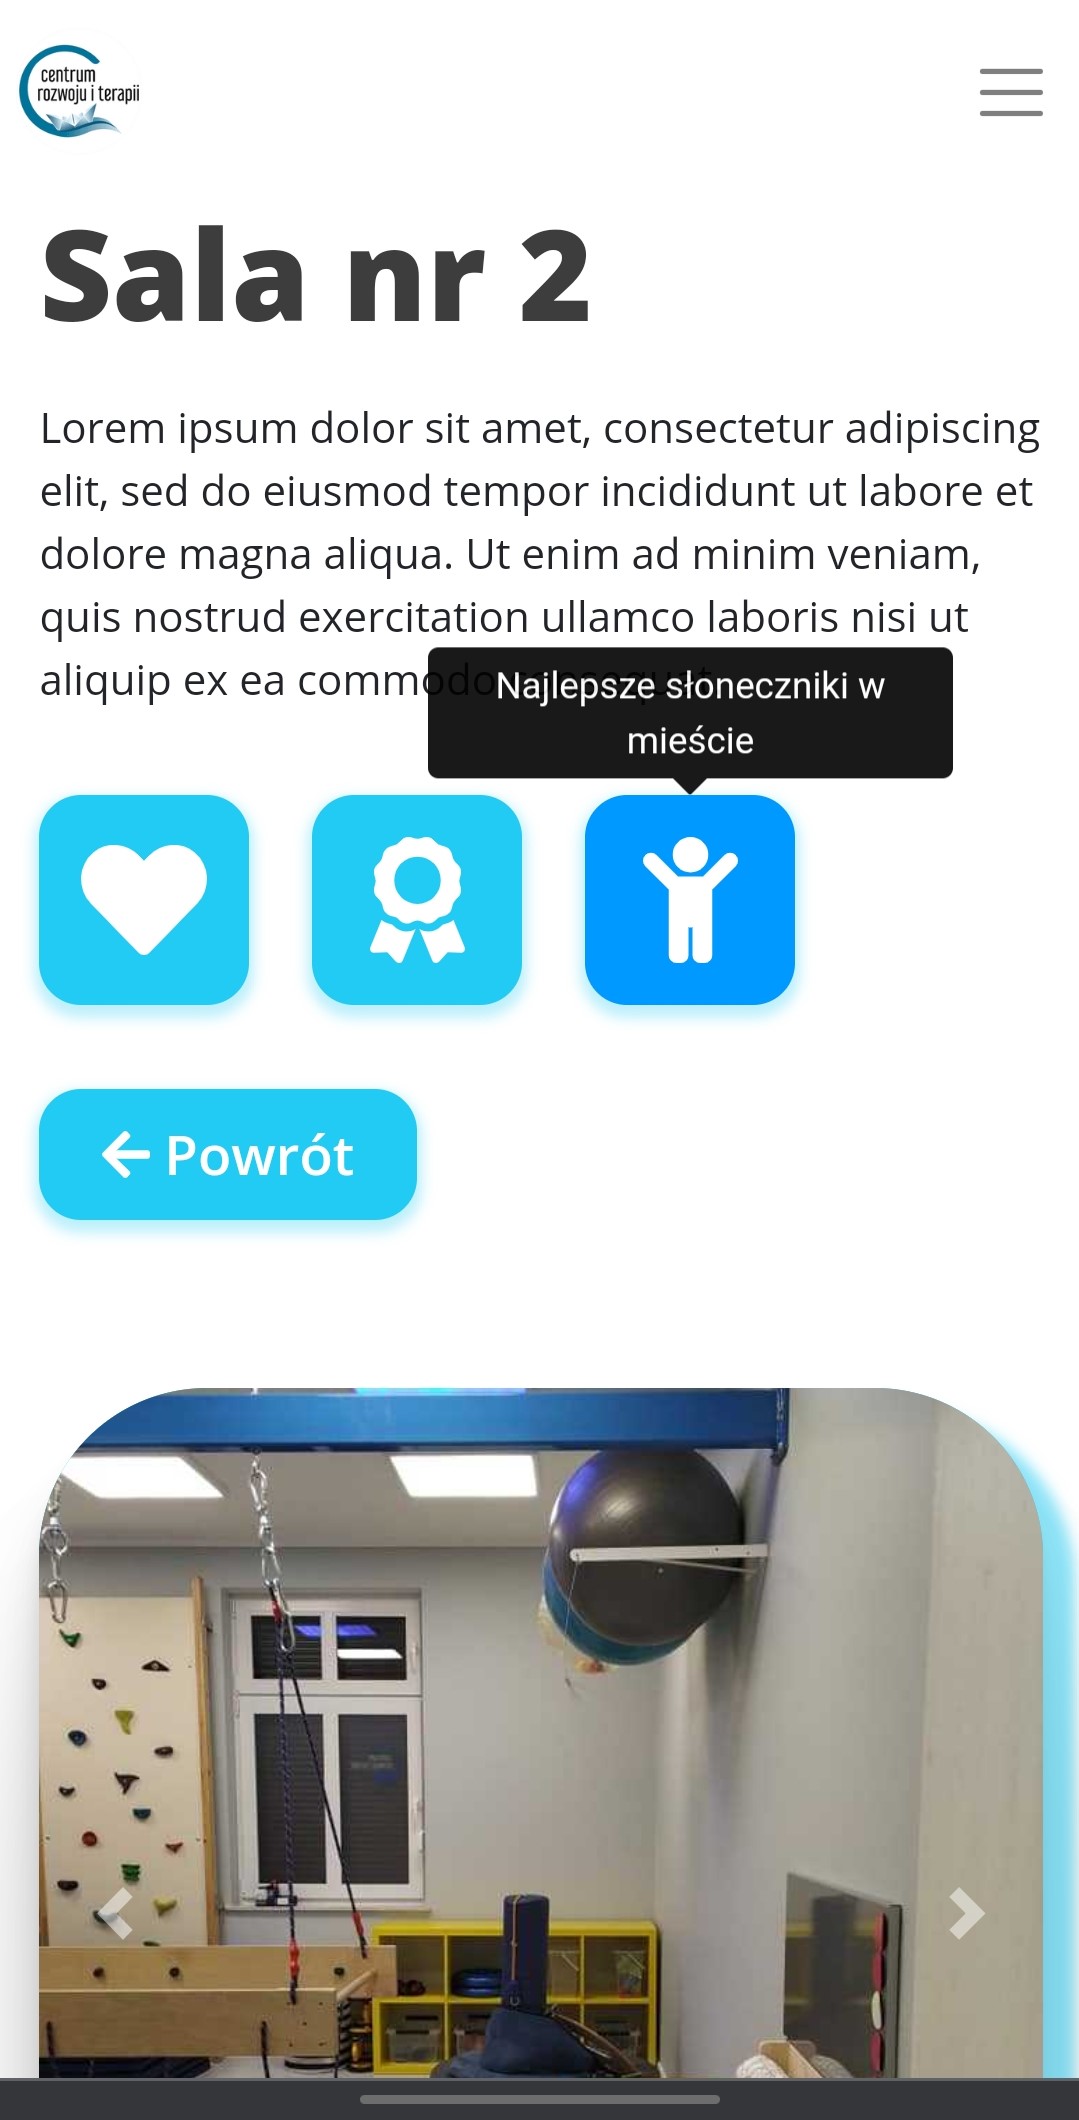 centrum
rozwoju i terapii
Sala nr 2
Lorem ipsum dolor sit amet, consectetur adipiscing
elit, sed do eiusmod tempor incididunt ut labore et
dolore magna aliqua. Ut enim ad minim veniam,
quis nostrud exercitation ullamco laboris nisi ut
aliquip ex ea commodo consequat.
Najlepsze słoneczniki w
mieście
Powrót